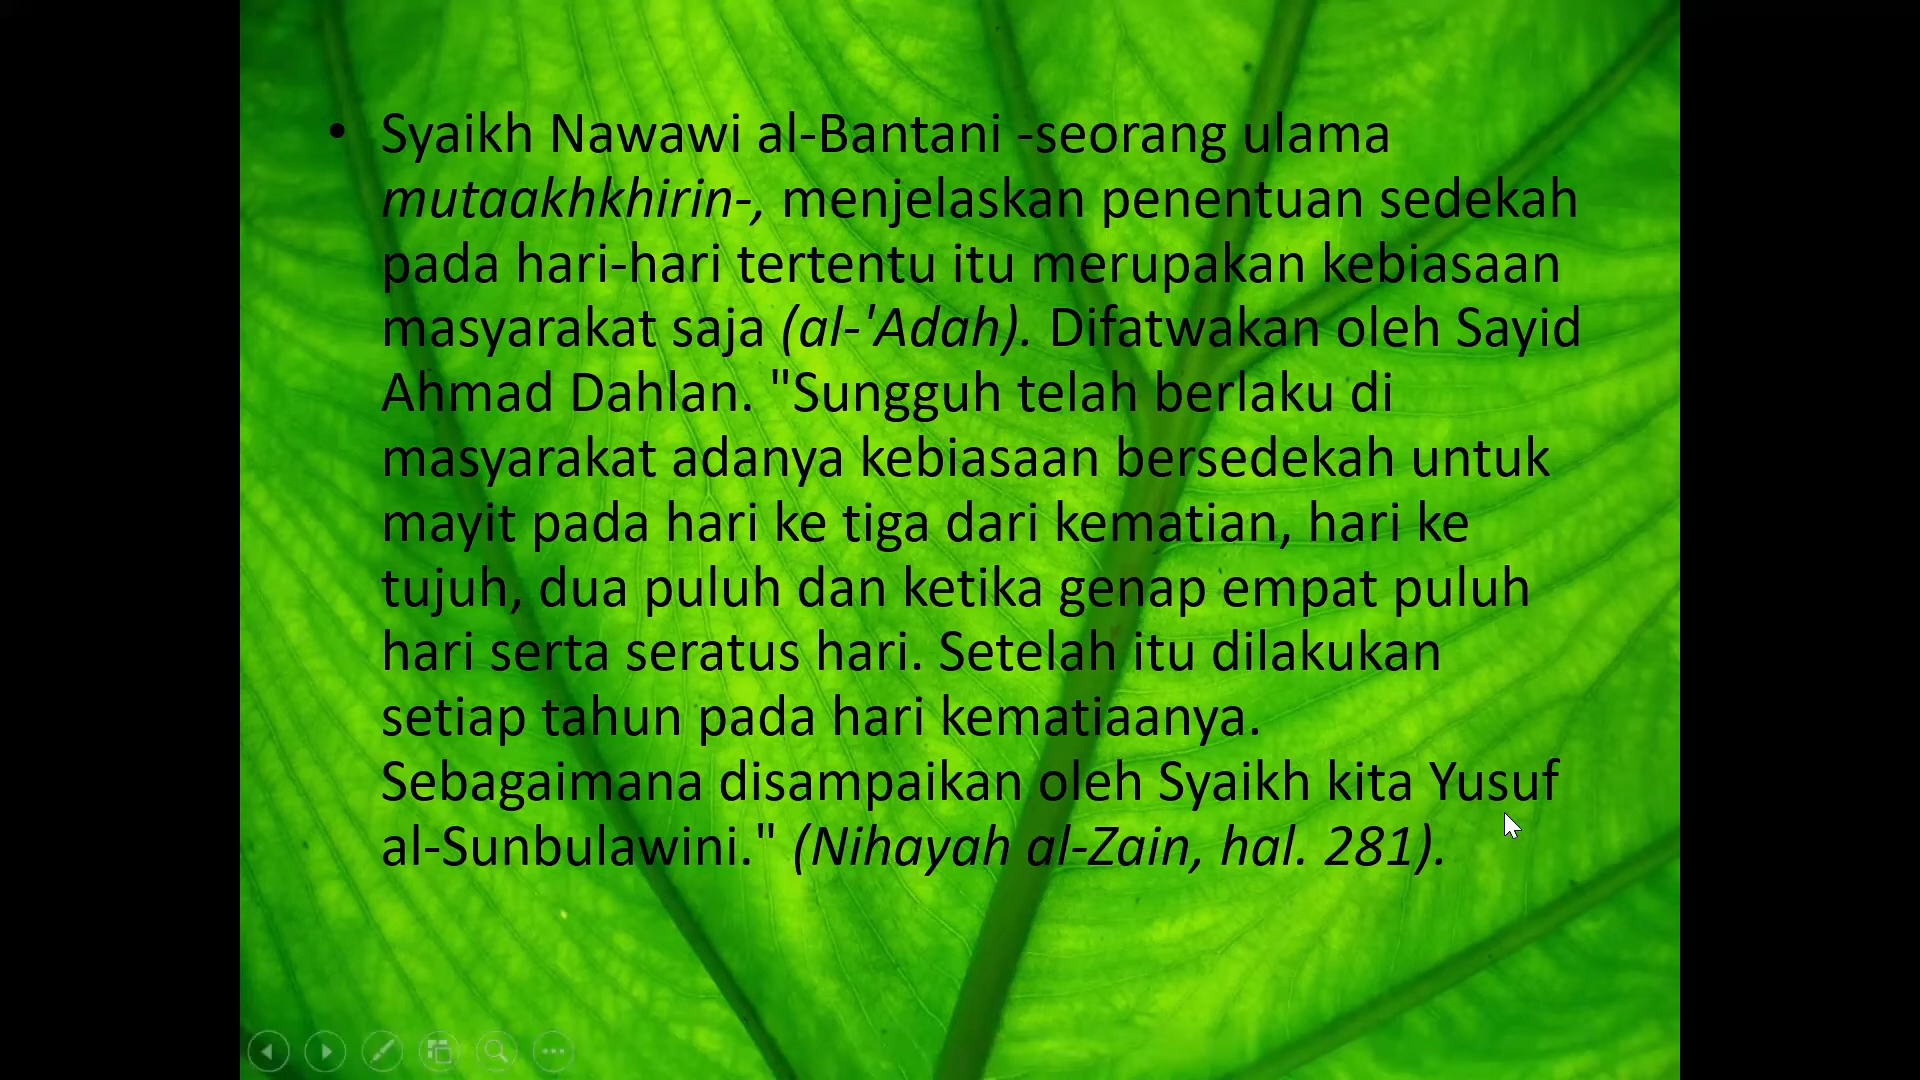 • Syaikh Nawawi al-Bantani -seorang ulama
mutaakhkhirin-, menjelaskan penentuan sedekah
pada hari-hari tertentu itu merupakan kebiasaan
masyarakat saja (al-'Adah). Difatwakan oleh Sayid
Ahmad Dahlan. "Sungguh telah berlaku di
masyarakat adanya kebiasaan bersedekah untuk
mayit pada hari ke tiga dari kematian, hari ke
tujuh, dua puluh dan ketika genap empat puluh
hari serta seratus hari. Setelah itu dilakukan
setiap tahun pada hari kematiaanya.
Sebagaimana disampaikan oleh Syaikh kita Yusuf
al-Sunbulawini." (Nihayah al-Zain, hal. 281).